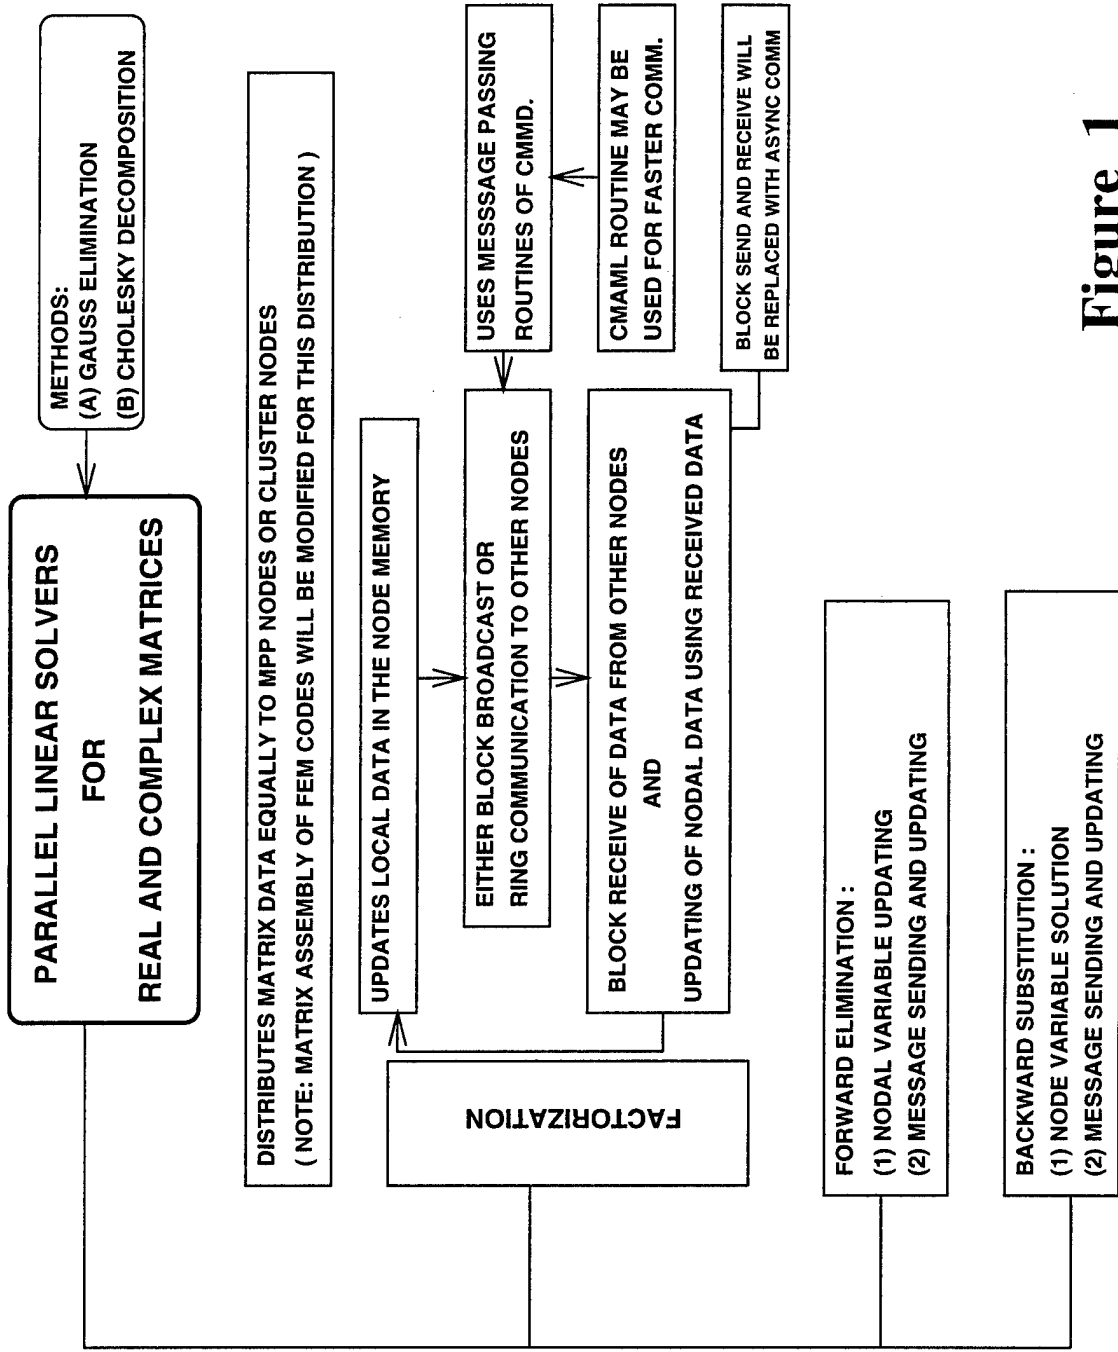 PARALLEL LINEAR SOLVERS
FOR
REAL AND COMPLEX MATRICES
METHODS:
(A) GAUSS ELIMINATION
(B) CHOLESKY DECOMPOSITION
DISTRIBUTES MATRIX DATA EQUALLY TO MPP NODES OR CLUSTER NODES
( NOTE: MATRIX ASSEMBLY OF FEM CODES WILL BE MODIFIED FOR THIS DISTRIBUTION )
FACTORIZATION
UPDATES LOCAL DATA IN THE NODE MEMORY
EITHER BLOCK BROADCAST OR
RING COMMUNICATION TO OTHER NODES
USES MESSSAGE PASSING
ROUTINES OF CMMD.
CMAML ROUTINE MAY BE
USED FOR FASTER COMM.
BLOCK RECEIVE OF DATA FROM OTHER NODES
AND
UPDATING OF NODAL DATA USING RECEIVED DATA
BLOCK SEND AND RECEIVE WILL
BE REPLACED WITH ASYNC COMM
FORWARD ELIMINATION :
(1) NODAL VARIABLE UPDATING
(2) MESSAGE SENDING AND UPDATING
BACKWARD SUBSTITUTION :
(1) NODE VARIABLE SOLUTION
(2) MESSAGE SENDING AND UPDATING
Figure 1